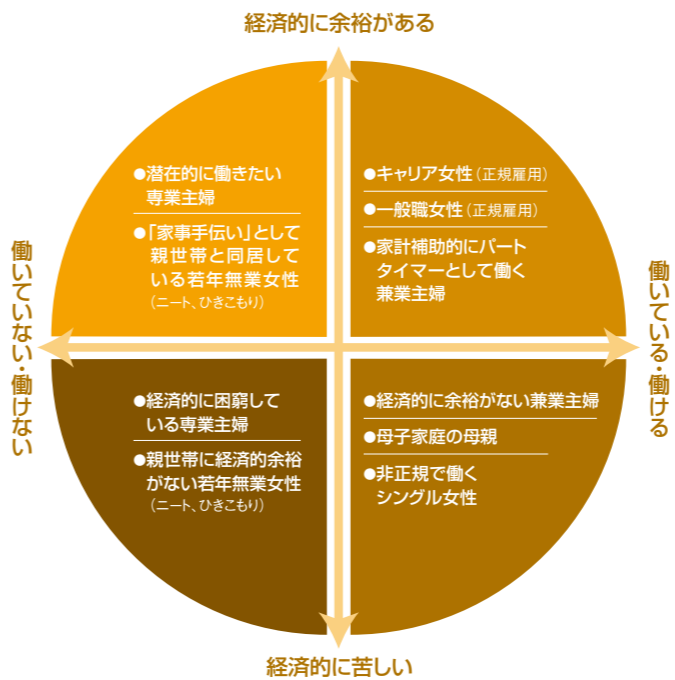 経済的に余裕がある
●潜在的に働きたい
専業主婦
●「家事手伝い」として
親世帯と同居して
いる若年無業女性
（ニート、ひきこもり）
●キャリア女性（正規雇用）
●一般職女性（正規雇用）
●家計補助的にパート
タイマーとして働く
兼業主婦
働いていない・働けない
働いている・働ける
●経済的に困窮して
いる専業主婦
●親世帯に経済的余裕
がない若年無業女性
（ニート、ひきこもり）
●経済的に余裕がない兼業主婦
●母子家庭の母親
●非正規で働く
シングル女性
経済的に苦しい